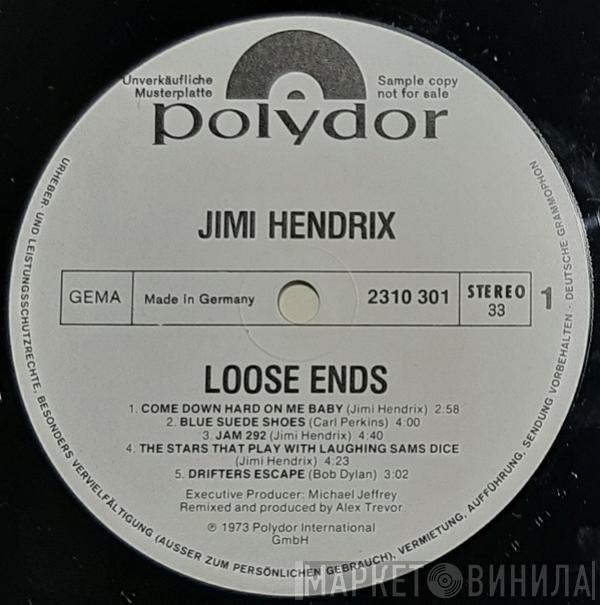 Unverkäufliche
Musterplatte
Sample copy
not for sale
polydor
JIMI HENDRIX
GEMA
Made in Germany
2310 301
STEREO
33
1
LOOSE ENDS
1. COME DOWN HARD ON ME BABY (Jimi Hendrix) 2:58
2. BLUE SUEDE SHOES (Carl Perkins) 4:00
3. JAM 292 (Jimi Hendrix) 4:40
4. THE STARS THAT PLAY WITH LAUGHING SAMS DICE
(Jimi Hendrix) 4:23
5. DRIFTERS ESCAPE (Bob Dylan) 3:02
Executive Producer: Michael Jeffrey
Remixed and produced by Alex Trevor
℗ 1973 Polydor International
GmbH
URHEBER- UND LEISTUNGSSCHUTZRECHTE, BESONDERS VERVIELFÄLTIGUNG (AUSSER ZUM PERSÖNLICHEN GEBRAUCH), VERMIETUNG, AUFFÜHRUNG, SENDUNG VORBEHALTEN · DEUTSCHE GRAMMOPHON
МАРКЕТ ВИНИЛА